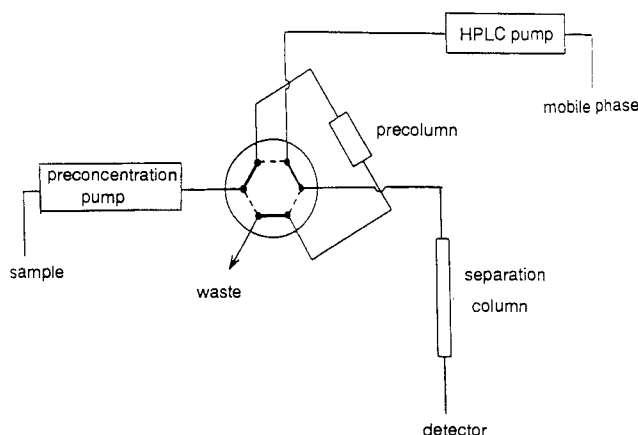 HPLC pump
mobile phase
precolumn
preconcentration
pump
sample
waste
separation
column
detector